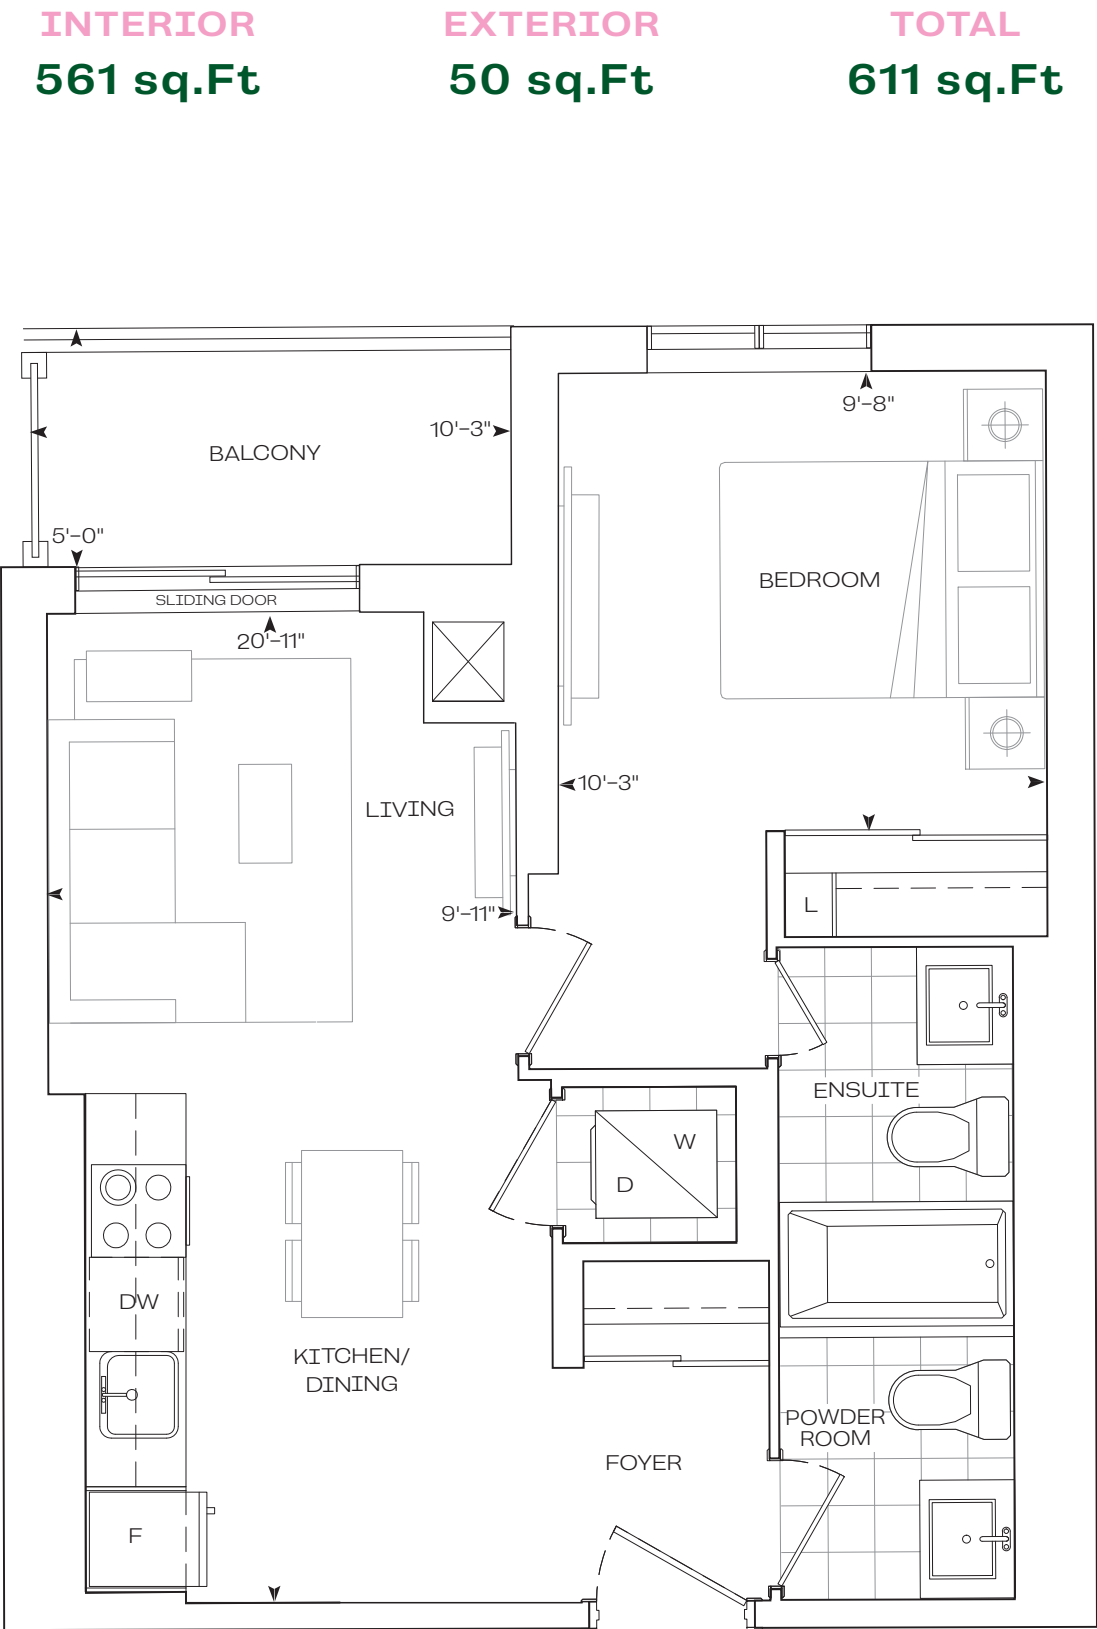 INTERIOR
561 sq.Ft
EXTERIOR
50 sq.Ft
TOTAL
611 sq.Ft
9'-8"
10'-3"
BALCONY
5'-0"
BEDROOM
SLIDING DOOR
20'-11"
10'-3"
LIVING
L
9'-11"
ENSUITE
W
D
DW
KITCHEN/
DINING
POWDER
ROOM
FOYER
F